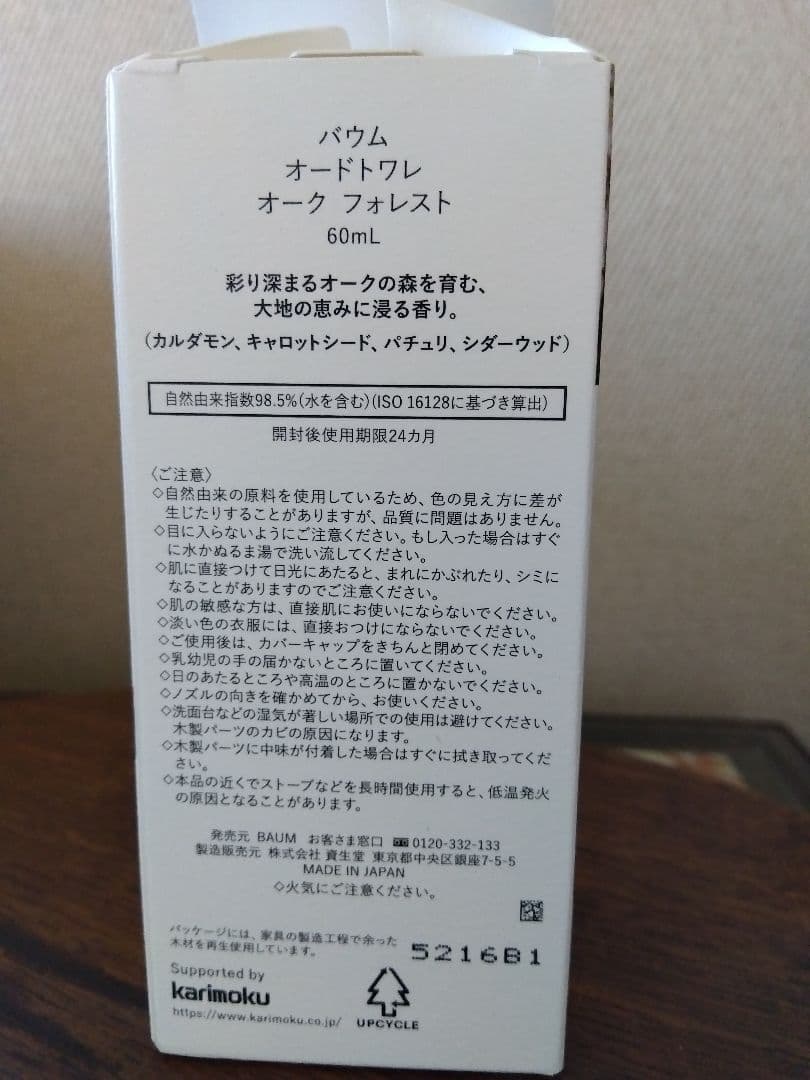 バウム
オードトワレ
オーク フォレスト
60mL
彩り深まるオークの森を育む、
大地の恵みに浸る香り。
（カルダモン、キャロットシード、パチュリ、シダーウッド）
自然由来指数98.5%（水を含む）（ISO 16128に基づき算出）
開封後使用期限24カ月
〈ご注意〉
◇自然由来の原料を使用しているため、色の見え方に差が
生じたりすることがありますが、品質に問題はありません。
◇目に入らないようにご注意ください。もし入った場合はすぐ
に水かぬるま湯で洗い流してください。
◇肌に直接つけて日光にあたると、まれにかぶれたり、シミに
なることがありますのでご注意ください。
◇肌の敏感な方は、直接肌にお使いにならないでください。
◇淡い色の衣服には、直接おつけにならないでください。
◇ご使用後は、カバーキャップをきちんと閉めてください。
◇乳幼児の手の届かないところに置いてください。
◇日のあたるところや高温のところに置かないでください。
◇ノズルの向きを確かめてから、お使いください。
◇洗面台などの湿気が著しい場所での使用は避けてください。
木製パーツのカビの原因になります。
◇木製パーツに中味が付着した場合はすぐに拭き取ってくだ
さい。
◇本品の近くでストーブなどを長時間使用すると、低温発火
の原因となることがあります。
発売元 BAUM お客さま窓口 0120-332-133
製造販売元 株式会社 資生堂 東京都中央区銀座7-5-5
MADE IN JAPAN
◇火気にご注意ください。
パッケージには、家具の製造工程で余った
木材を再生使用しています。
5216B1
Supported by
karimoku
https://www.karimoku.co.jp/
UPCYCLE